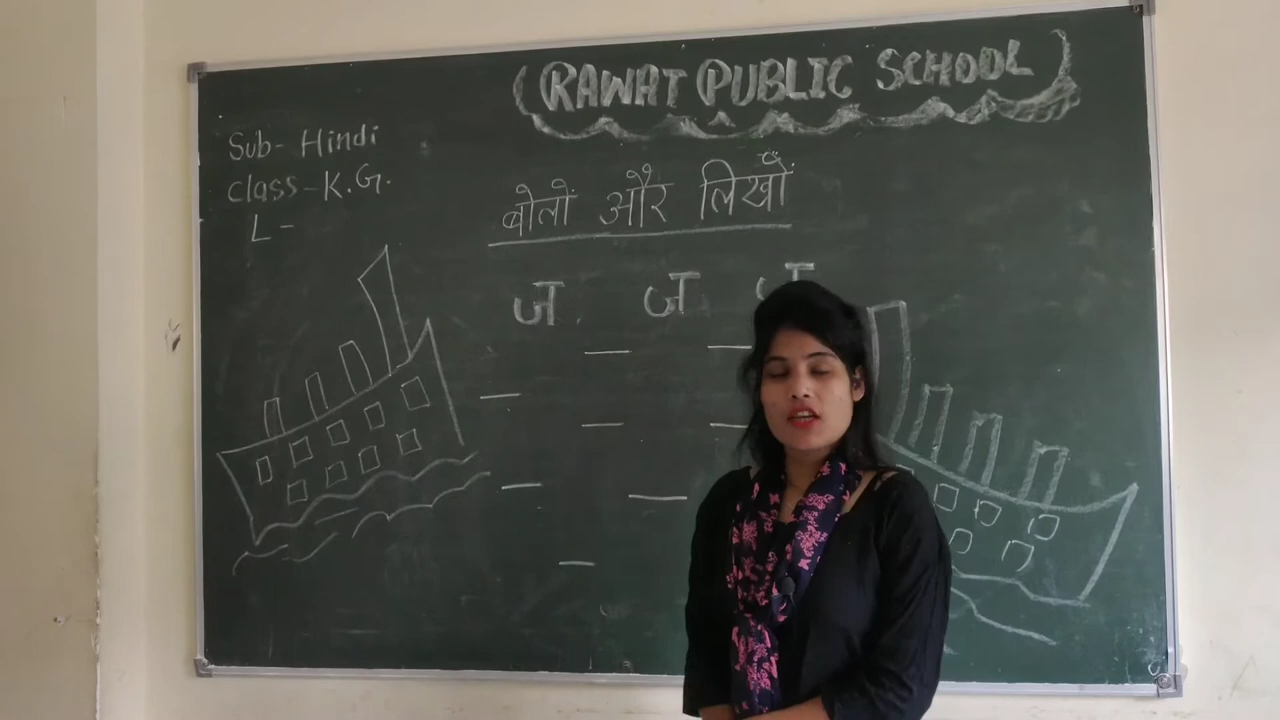 (RAWAT PUBLIC SCHOOL)
Sub- Hindi
Class-K.G.
L-
बोलों और लिखों
ज ज ज